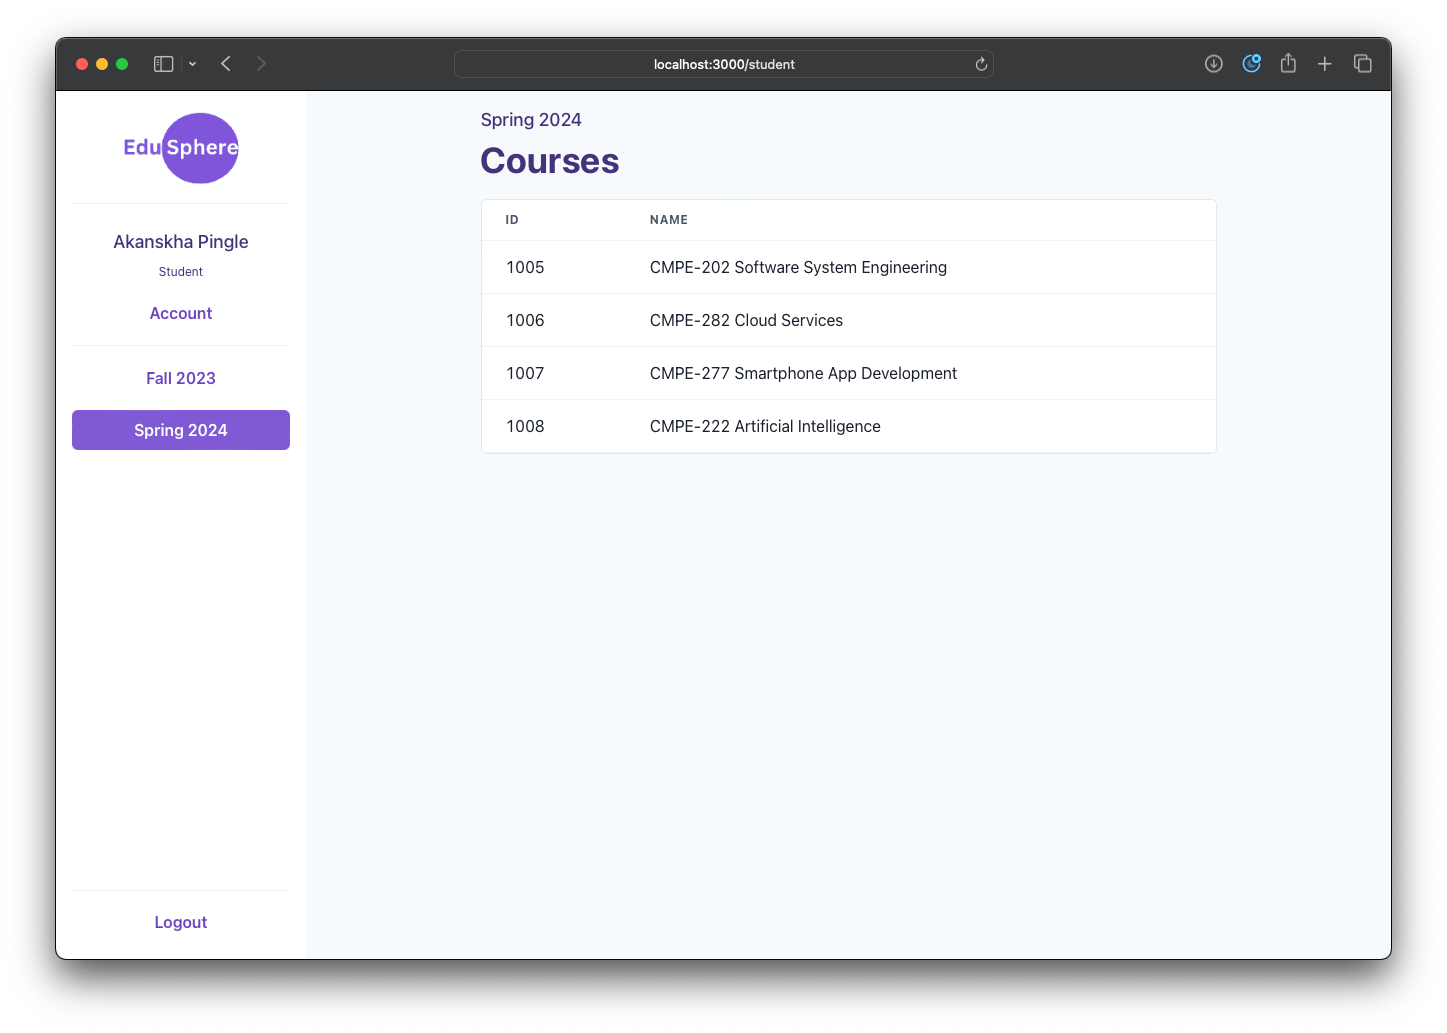 localhost:3000/student
EduSphere
Akanskha Pingle
Student
Account
Fall 2023
Spring 2024
Logout
Spring 2024
Courses
ID NAME
1005 CMPE-202 Software System Engineering
1006 CMPE-282 Cloud Services
1007 CMPE-277 Smartphone App Development
1008 CMPE-222 Artificial Intelligence